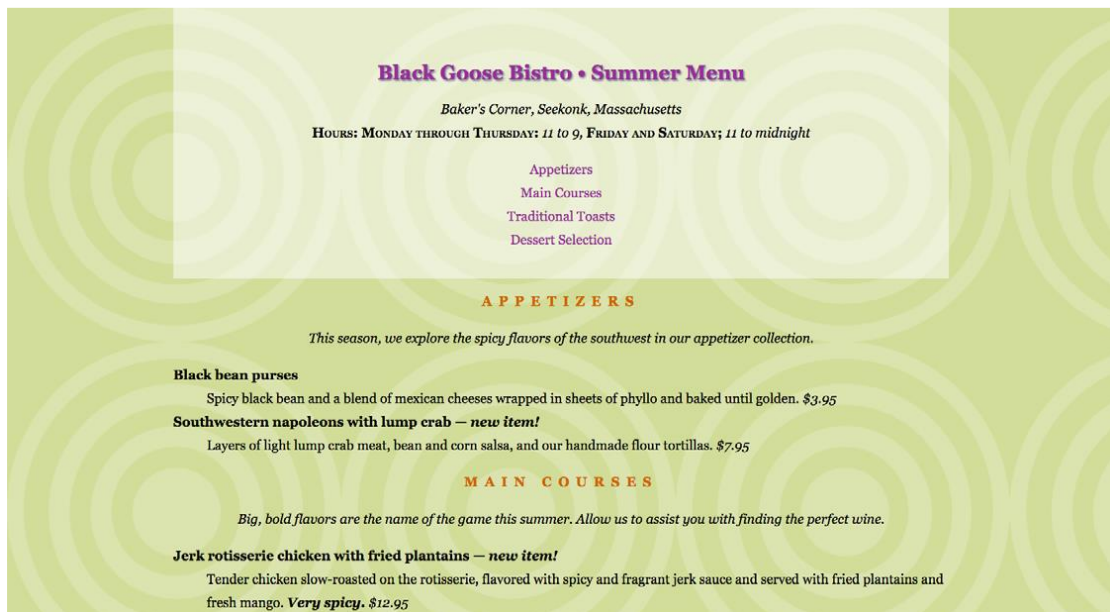 Black Goose Bistro • Summer Menu
Baker's Corner, Seekonk, Massachusetts
Hours: Monday through Thursday: 11 to 9, Friday and Saturday; 11 to midnight
Appetizers
Main Courses
Traditional Toasts
Dessert Selection
APPETIZERS
This season, we explore the spicy flavors of the southwest in our appetizer collection.
Black bean purses
Spicy black bean and a blend of mexican cheeses wrapped in sheets of phyllo and baked until golden. $3.95
Southwestern napoleons with lump crab — new item!
Layers of light lump crab meat, bean and corn salsa, and our handmade flour tortillas. $7.95
MAIN COURSES
Big, bold flavors are the name of the game this summer. Allow us to assist you with finding the perfect wine.
Jerk rotisserie chicken with fried plantains — new item!
Tender chicken slow-roasted on the rotisserie, flavored with spicy and fragrant jerk sauce and served with fried plantains and
fresh mango. Very spicy. $12.95